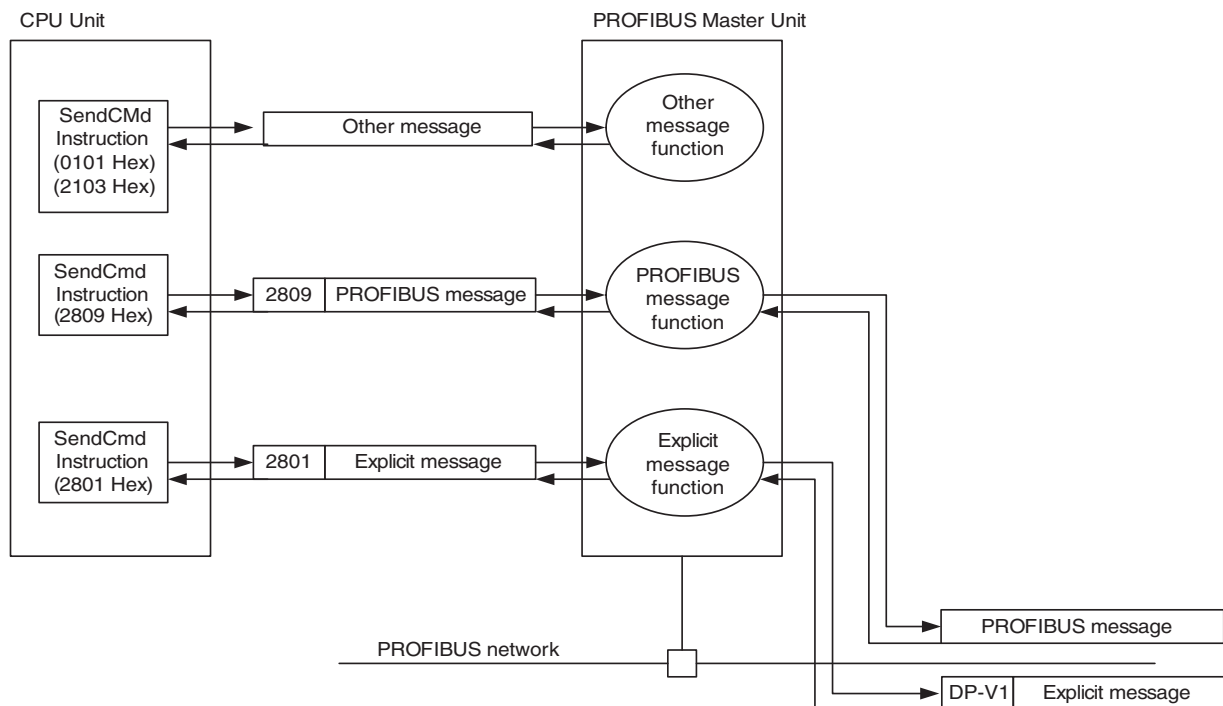 CPU Unit
PROFIBUS Master Unit
SendCMd
Instruction
(0101 Hex)
(2103 Hex)
Other message
Other
message
function
SendCmd
Instruction
(2809 Hex)
2809
PROFIBUS message
PROFIBUS
message
function
SendCmd
Instruction
(2801 Hex)
2801
Explicit message
Explicit
message
function
PROFIBUS message
PROFIBUS network
DP-V1
Explicit message